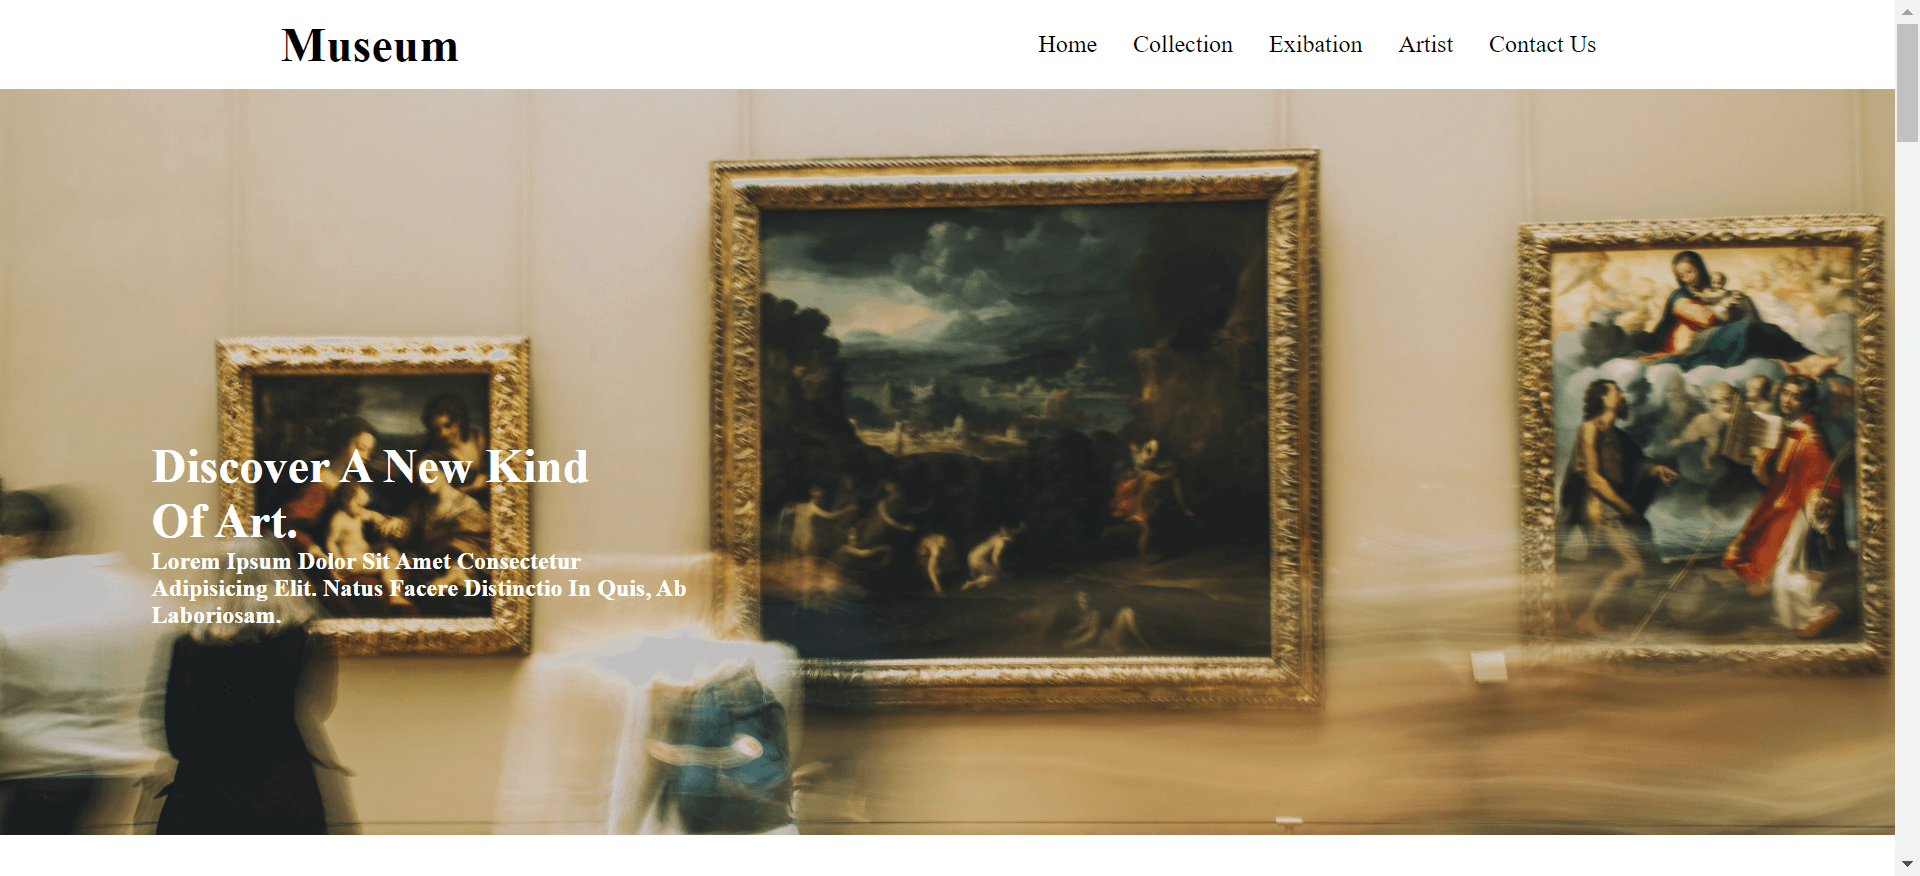 Museum
Home Collection Exibation Artist Contact Us
Discover A New Kind
Of Art.
Lorem Ipsum Dolor Sit Amet Consectetur
Adipisicing Elit. Natus Facere Distinctio In Quis, Ab
Laboriosam.